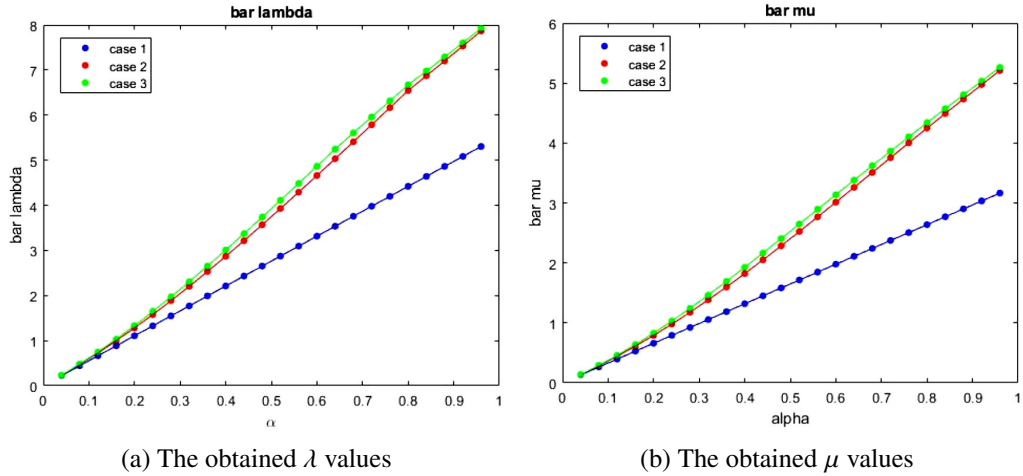 bar lambda
8
7
6
5
4
3
2
1
0
bar lambda
case 1
case 2
case 3
0 0.1 0.2 0.3 0.4 0.5 0.6 0.7 0.8 0.9 1
α
(a) The obtained λ values
bar mu
6
5
4
3
2
1
0
bar mu
case 1
case 2
case 3
0 0.1 0.2 0.3 0.4 0.5 0.6 0.7 0.8 0.9 1
alpha
(b) The obtained μ values